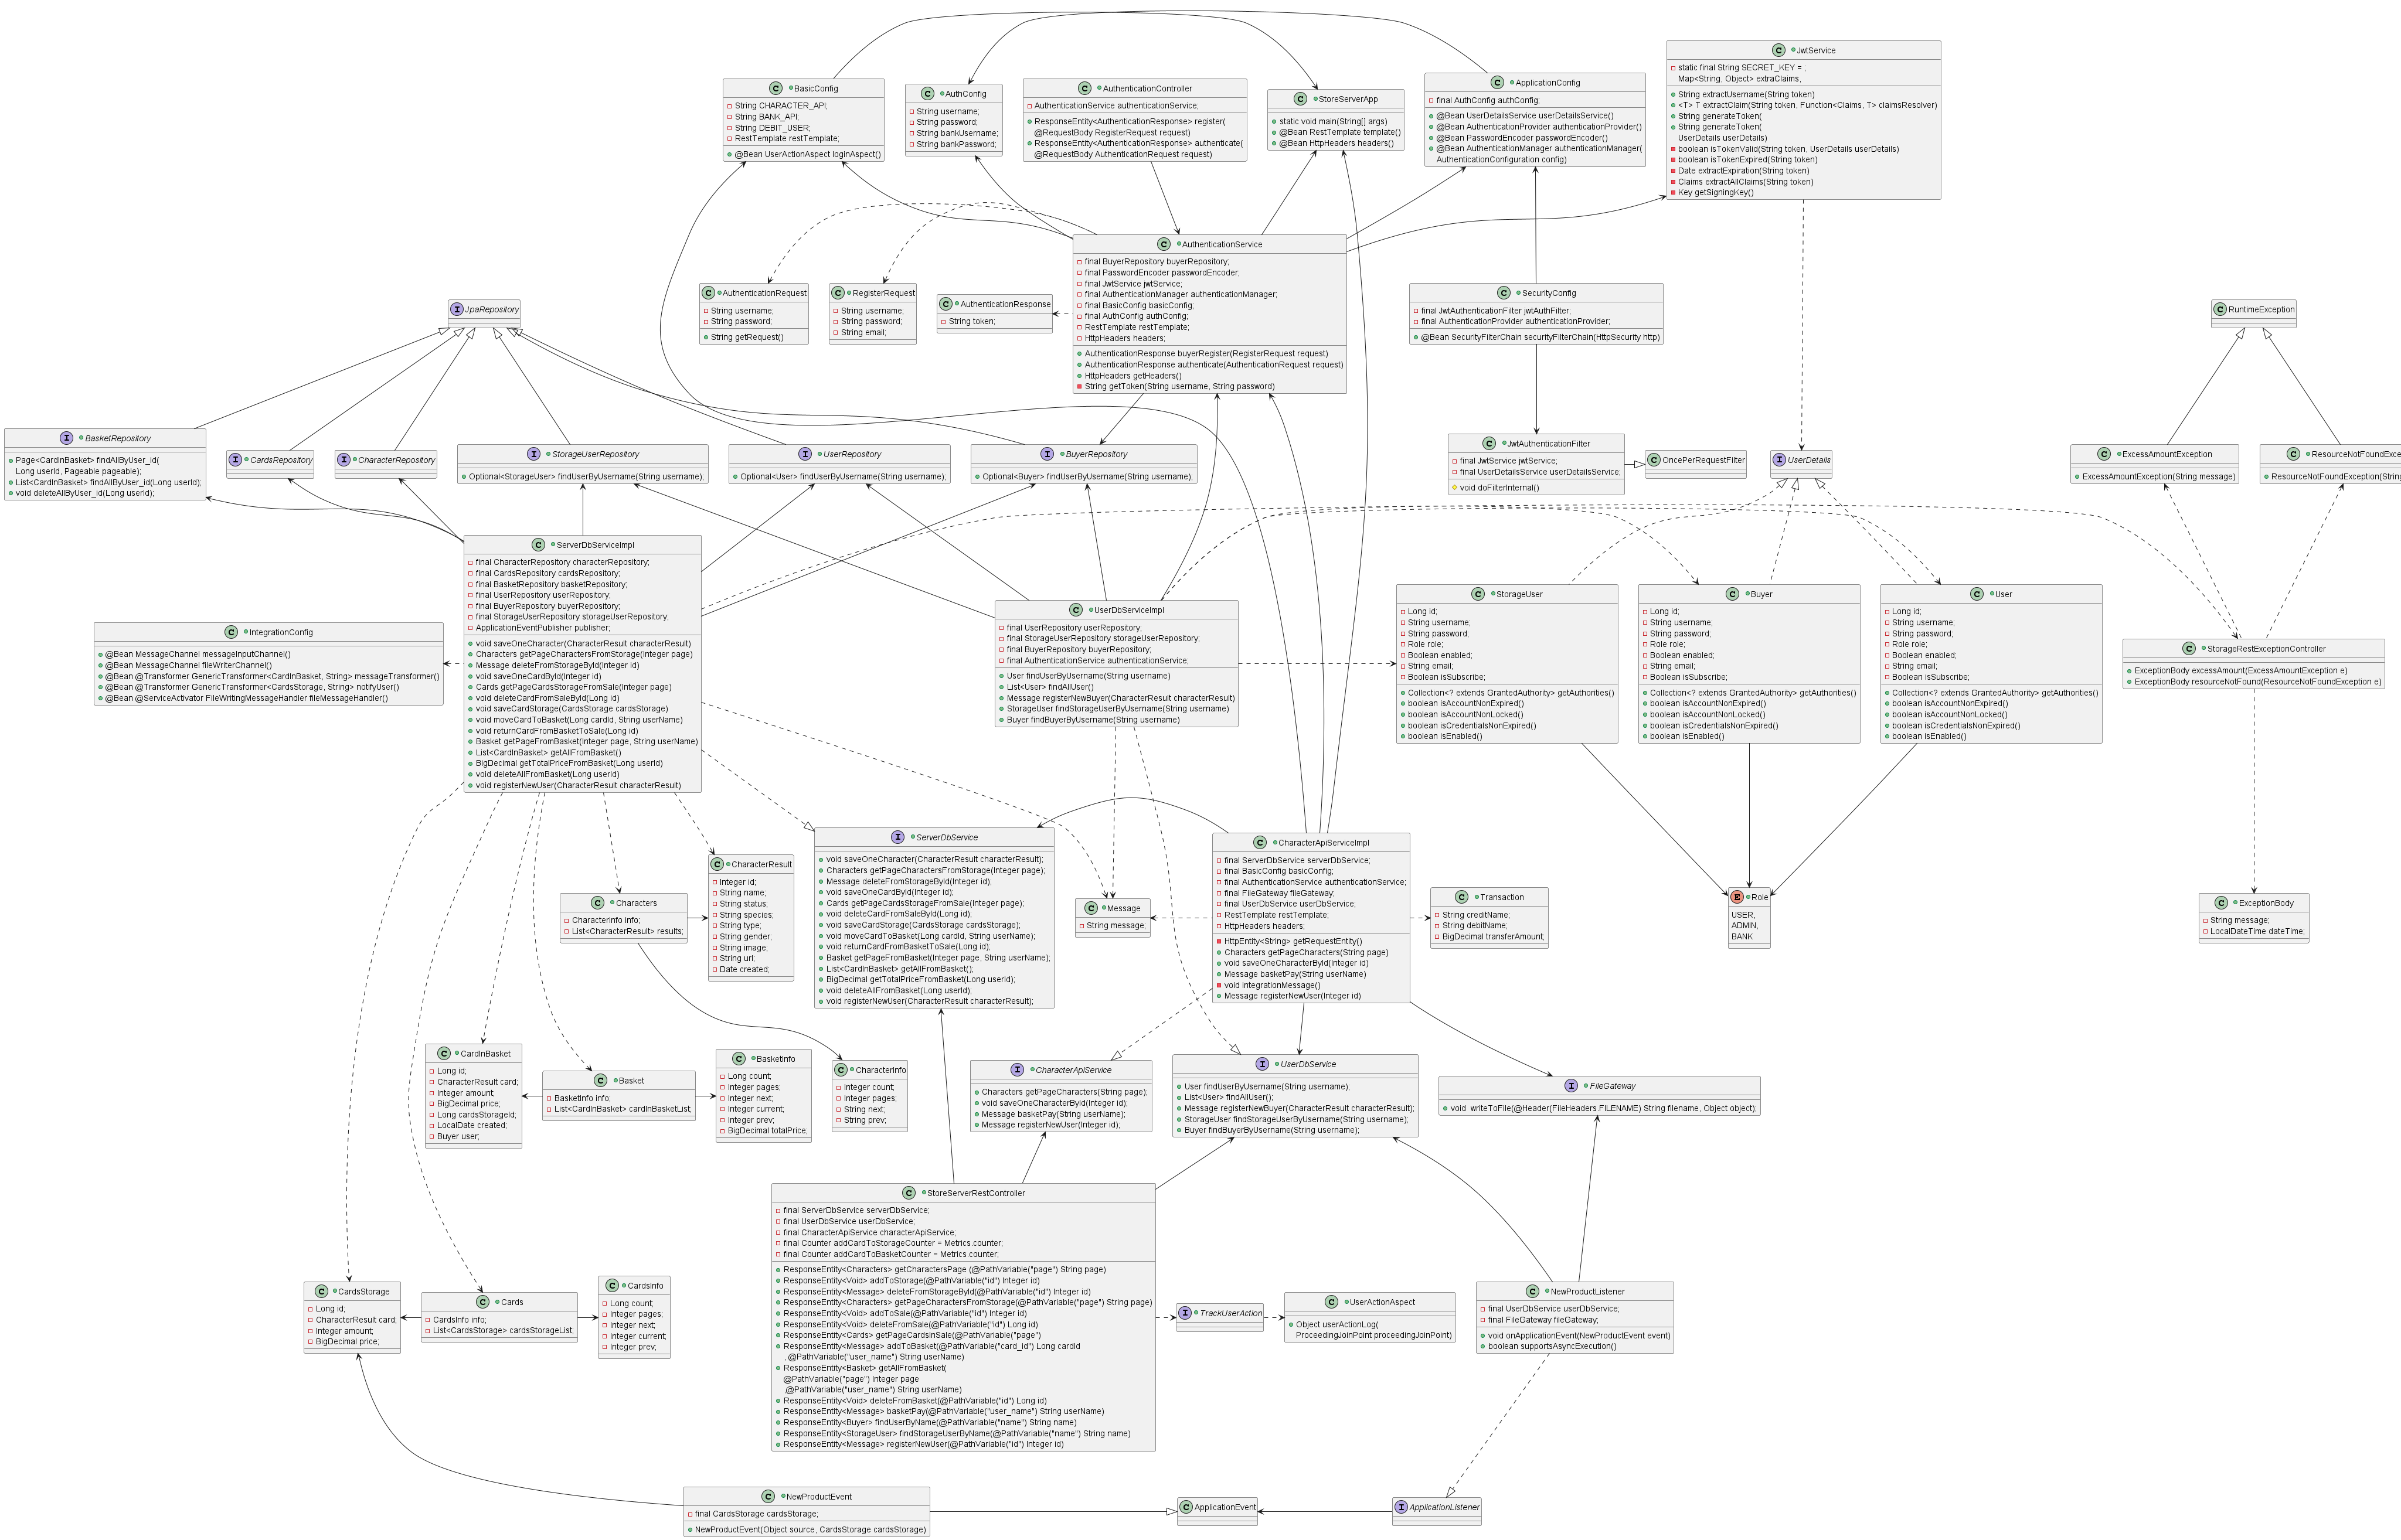 BasicConfig
String CHARACTER_API;
String BANK_API;
String DEBIT_USER;
RestTemplate restTemplate;
@Bean UserActionAspect loginAspect()
AuthConfig
String username;
String password;
String bankUsername;
String bankPassword;
AuthenticationController
AuthenticationService authenticationService;
ResponseEntity<AuthenticationResponse> register(
@RequestBody RegisterRequest request)
ResponseEntity<AuthenticationResponse> authenticate(
@RequestBody AuthenticationRequest request)
StoreServerApp
static void main(String[] args)
@Bean RestTemplate template()
@Bean HttpHeaders headers()
ApplicationConfig
final AuthConfig authConfig;
@Bean UserDetailsService userDetailsService()
@Bean AuthenticationProvider authenticationProvider()
@Bean PasswordEncoder passwordEncoder()
@Bean AuthenticationManager authenticationManager(
AuthenticationConfiguration config)
JwtService
static final String SECRET_KEY = ;
Map<String, Object> extraClaims,
String extractUsername(String token)
<T> T extractClaim(String token, Function<Claims, T> claimsResolver)
String generateToken(
String generateToken(
UserDetails userDetails)
boolean isTokenValid(String token, UserDetails userDetails)
boolean isTokenExpired(String token)
Date extractExpiration(String token)
Claims extractAllClaims(String token)
Key getSigningKey()
AuthenticationRequest
String username;
String password;
String getRequest()
RegisterRequest
String username;
String password;
String email;
AuthenticationResponse
String token;
AuthenticationService
final BuyerRepository buyerRepository;
final PasswordEncoder passwordEncoder;
final JwtService jwtService;
final AuthenticationManager authenticationManager;
final BasicConfig basicConfig;
final AuthConfig authConfig;
RestTemplate restTemplate;
HttpHeaders headers;
AuthenticationResponse buyerRegister(RegisterRequest request)
AuthenticationResponse authenticate(AuthenticationRequest request)
HttpHeaders getHeaders()
String getToken(String username, String password)
SecurityConfig
final JwtAuthenticationFilter jwtAuthFilter;
final AuthenticationProvider authenticationProvider;
@Bean SecurityFilterChain securityFilterChain(HttpSecurity http)
JpaRepository
RuntimeException
BasketRepository
Page<CardInBasket> findAllByUser_id(
Long userId, Pageable pageable);
List<CardInBasket> findAllByUser_id(Long userId);
void deleteAllByUser_id(Long userId);
CardsRepository
CharacterRepository
StorageUserRepository
Optional<StorageUser> findUserByUsername(String username);
UserRepository
Optional<User> findUserByUsername(String username);
BuyerRepository
Optional<Buyer> findUserByUsername(String username);
JwtAuthenticationFilter
final JwtService jwtService;
final UserDetailsService userDetailsService;
void doFilterInternal()
OncePerRequestFilter
UserDetails
ExcessAmountException
ExcessAmountException(String message)
ResourceNotFoundExce
ResourceNotFoundException(String
ServerDbServiceImpl
final CharacterRepository characterRepository;
final CardsRepository cardsRepository;
final BasketRepository basketRepository;
final UserRepository userRepository;
final BuyerRepository buyerRepository;
final StorageUserRepository storageUserRepository;
ApplicationEventPublisher publisher;
void saveOneCharacter(CharacterResult characterResult)
Characters getPageCharactersFromStorage(Integer page)
Message deleteFromStorageById(Integer id)
void saveOneCardById(Integer id)
Cards getPageCardsStorageFromSale(Integer page)
void deleteCardFromSaleById(Long id)
void saveCardStorage(CardsStorage cardsStorage)
void moveCardToBasket(Long cardId, String userName)
void returnCardFromBasketToSale(Long id)
Basket getPageFromBasket(Integer page, String userName)
List<CardInBasket> getAllFromBasket()
BigDecimal getTotalPriceFromBasket(Long userId)
void deleteAllFromBasket(Long userId)
void registerNewUser(CharacterResult characterResult)
IntegrationConfig
@Bean MessageChannel messageInputChannel()
@Bean MessageChannel fileWriterChannel()
@Bean @Transformer GenericTransformer<CardInBasket, String> messageTransformer()
@Bean @Transformer GenericTransformer<CardsStorage, String> notifyUser()
@Bean @ServiceActivator FileWritingMessageHandler fileMessageHandler()
UserDbServiceImpl
final UserRepository userRepository;
final StorageUserRepository storageUserRepository;
final BuyerRepository buyerRepository;
final AuthenticationService authenticationService;
User findUserByUsername(String username)
List<User> findAllUser()
Message registerNewBuyer(CharacterResult characterResult)
StorageUser findStorageUserByUsername(String username)
Buyer findBuyerByUsername(String username)
StorageUser
Long id;
String username;
String password;
Role role;
Boolean enabled;
String email;
Boolean isSubscribe;
Collection<? extends GrantedAuthority> getAuthorities()
boolean isAccountNonExpired()
boolean isAccountNonLocked()
boolean isCredentialsNonExpired()
boolean isEnabled()
Buyer
Long id;
String username;
String password;
Role role;
Boolean enabled;
String email;
Boolean isSubscribe;
Collection<? extends GrantedAuthority> getAuthorities()
boolean isAccountNonExpired()
boolean isAccountNonLocked()
boolean isCredentialsNonExpired()
boolean isEnabled()
User
Long id;
String username;
String password;
Role role;
Boolean enabled;
String email;
Boolean isSubscribe;
Collection<? extends GrantedAuthority> getAuthorities()
boolean isAccountNonExpired()
boolean isAccountNonLocked()
boolean isCredentialsNonExpired()
boolean isEnabled()
StorageRestExceptionController
ExceptionBody excessAmount(ExcessAmountException e)
ExceptionBody resourceNotFound(ResourceNotFoundException e)
ServerDbService
void saveOneCharacter(CharacterResult characterResult);
Characters getPageCharactersFromStorage(Integer page);
Message deleteFromStorageById(Integer id);
void saveOneCardById(Integer id);
Cards getPageCardsStorageFromSale(Integer page);
void deleteCardFromSaleById(Long id);
void saveCardStorage(CardsStorage cardsStorage);
void moveCardToBasket(Long cardId, String userName);
void returnCardFromBasketToSale(Long id);
Basket getPageFromBasket(Integer page, String userName);
List<CardInBasket> getAllFromBasket();
BigDecimal getTotalPriceFromBasket(Long userId);
void deleteAllFromBasket(Long userId);
void registerNewUser(CharacterResult characterResult);
CharacterResult
Integer id;
String name;
String status;
String species;
String type;
String gender;
String image;
String url;
Date created;
Characters
CharacterInfo info;
List<CharacterResult> results;
Message
String message;
CharacterApiServiceImpl
final ServerDbService serverDbService;
final BasicConfig basicConfig;
final AuthenticationService authenticationService;
final FileGateway fileGateway;
final UserDbService userDbService;
RestTemplate restTemplate;
HttpHeaders headers;
HttpEntity<String> getRequestEntity()
Characters getPageCharacters(String page)
void saveOneCharacterById(Integer id)
Message basketPay(String userName)
void integrationMessage()
Message registerNewUser(Integer id)
Transaction
String creditName;
String debitName;
BigDecimal transferAmount;
Role
USER,
ADMIN,
BANK
ExceptionBody
String message;
LocalDateTime dateTime;
CardInBasket
Long id;
CharacterResult card;
Integer amount;
BigDecimal price;
Long cardsStorageId;
LocalDate created;
Buyer user;
Basket
BasketInfo info;
List<CardInBasket> cardInBasketList;
BasketInfo
Long count;
Integer pages;
Integer next;
Integer current;
Integer prev;
BigDecimal totalPrice;
CharacterInfo
Integer count;
Integer pages;
String next;
String prev;
CharacterApiService
Characters getPageCharacters(String page);
void saveOneCharacterById(Integer id);
Message basketPay(String userName);
Message registerNewUser(Integer id);
UserDbService
User findUserByUsername(String username);
List<User> findAllUser();
Message registerNewBuyer(CharacterResult characterResult);
StorageUser findStorageUserByUsername(String username);
Buyer findBuyerByUsername(String username);
FileGateway
void writeToFile(@Header(FileHeaders.FILENAME) String filename, Object object);
StoreServerRestController
final ServerDbService serverDbService;
final UserDbService userDbService;
final CharacterApiService characterApiService;
final Counter addCardToStorageCounter = Metrics.counter;
final Counter addCardToBasketCounter = Metrics.counter;
ResponseEntity<Characters> getCharactersPage (@PathVariable("page") String page)
ResponseEntity<Void> addToStorage(@PathVariable("id") Integer id)
ResponseEntity<Message> deleteFromStorageById(@PathVariable("id") Integer id)
ResponseEntity<Characters> getPageCharactersFromStorage(@PathVariable("page") String page)
ResponseEntity<Void> addToSale(@PathVariable("id") Integer id)
ResponseEntity<Void> deleteFromSale(@PathVariable("id") Long id)
ResponseEntity<Cards> getPageCardsInSale(@PathVariable("page")
ResponseEntity<Message> addToBasket(@PathVariable("card_id") Long cardId
, @PathVariable("user_name") String userName)
ResponseEntity<Basket> getAllFromBasket(
@PathVariable("page") Integer page
,@PathVariable("user_name") String userName)
ResponseEntity<Void> deleteFromBasket(@PathVariable("id") Long id)
ResponseEntity<Message> basketPay(@PathVariable("user_name") String userName)
ResponseEntity<Buyer> findUserByName(@PathVariable("name") String name)
ResponseEntity<StorageUser> findStorageUserByName(@PathVariable("name") String name)
ResponseEntity<Message> registerNewUser(@PathVariable("id") Integer id)
CardsStorage
Long id;
CharacterResult card;
Integer amount;
BigDecimal price;
Cards
CardsInfo info;
List<CardsStorage> cardsStorageList;
CardsInfo
Long count;
Integer pages;
Integer next;
Integer current;
Integer prev;
TrackUserAction
UserActionAspect
Object userActionLog(
ProceedingJoinPoint proceedingJoinPoint)
NewProductListener
final UserDbService userDbService;
final FileGateway fileGateway;
void onApplicationEvent(NewProductEvent event)
boolean supportsAsyncExecution()
NewProductEvent
final CardsStorage cardsStorage;
NewProductEvent(Object source, CardsStorage cardsStorage)
ApplicationEvent
ApplicationListener